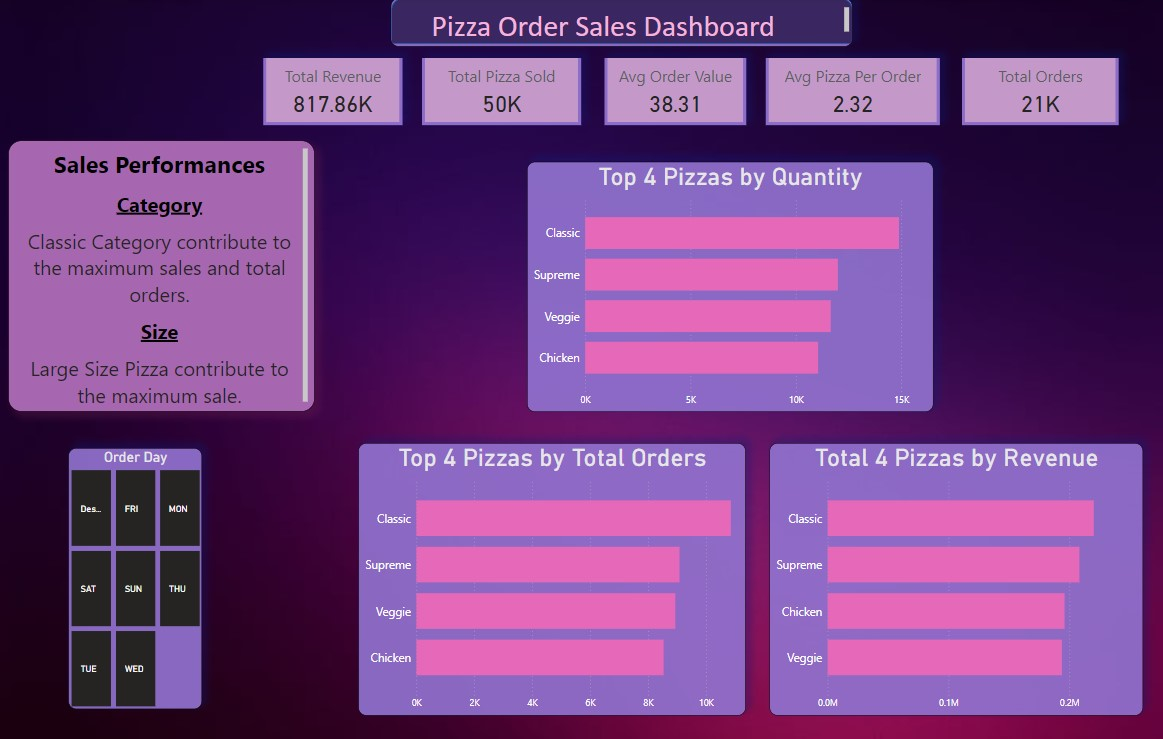 Pizza Order Sales Dashboard
Total Revenue
817.86K
Total Pizza Sold
50K
Avg Order Value
38.31
Avg Pizza Per Order
2.32
Total Orders
21K
Sales Performances
Category
Classic Category contribute to
the maximum sales and total
orders.
Size
Large Size Pizza contribute to
the maximum sale.
Top 4 Pizzas by Quantity
Classic
Supreme
Veggie
Chicken
0K 5K 10K 15K
Order Day
Des... FRI MON
SAT SUN THU
TUE WED
Top 4 Pizzas by Total Orders
Classic
Supreme
Veggie
Chicken
0K 2K 4K 6K 8K 10K
Total 4 Pizzas by Revenue
Classic
Supreme
Chicken
Veggie
0.0M 0.1M 0.2M